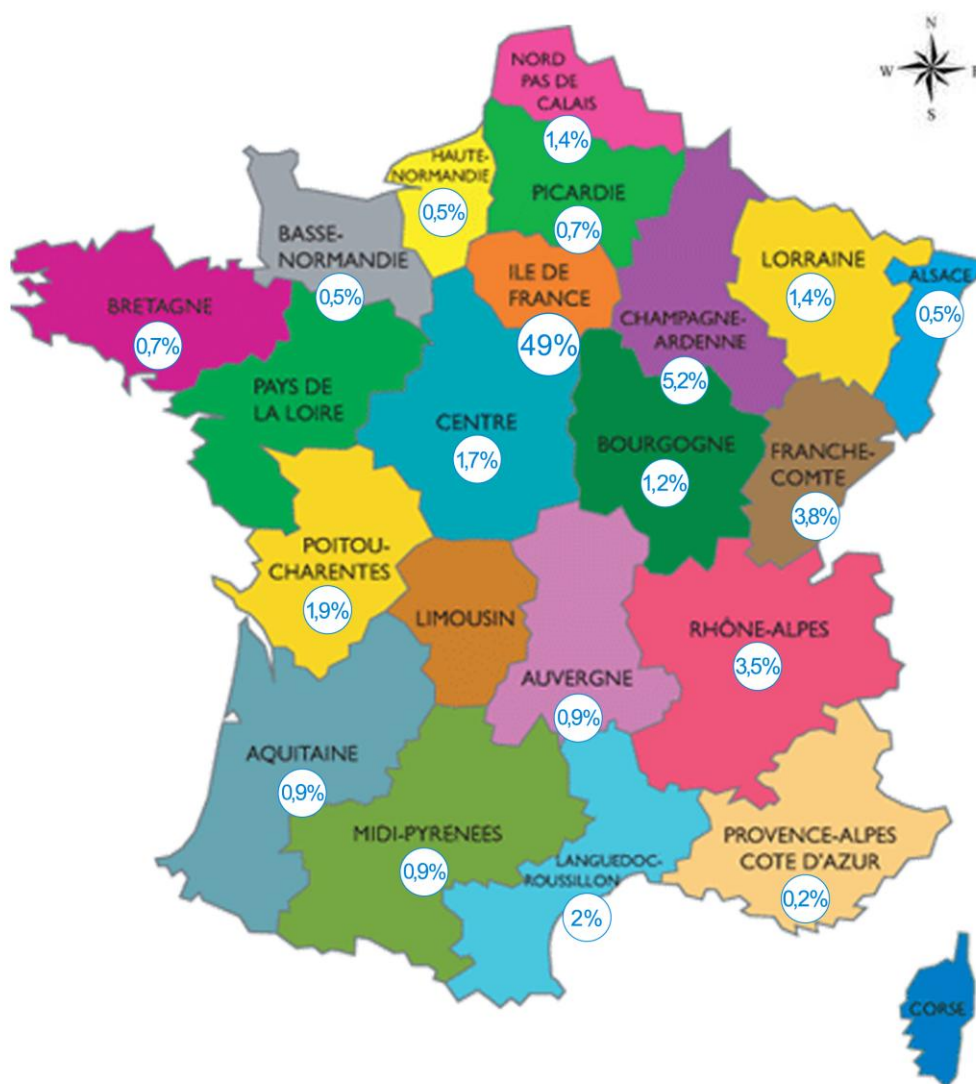 N
W
E
S
NORD
PAS DE
CALAIS
1,4%
HAUTE-
NORMANDIE
0,5%
PICARDIE
0,7%
BASSE-
NORMANDIE
0,5%
ILE DE
FRANCE
49%
LORRAINE
1,4%
ALSACE
0,5%
BRETAGNE
0,7%
CHAMPAGNE-
ARDENNE
5,2%
PAYS DE
LA LOIRE
CENTRE
1,7%
BOURGOGNE
1,2%
FRANCHE-
COMTE
3,8%
POITOU-
CHARENTES
1,9%
LIMOUSIN
RHÔNE-ALPES
3,5%
AUVERGNE
0,9%
AQUITAINE
0,9%
MIDI-PYRÉNÉES
0,9%
LANGUEDOC-
ROUSSILLON
2%
PROVENCE-ALPES
COTE D'AZUR
0,2%
CORSE